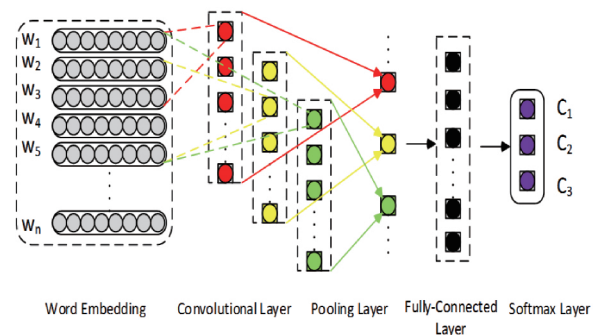 W1
W2
W3
W4
W5
Wn
C1
C2
C3
Word Embedding
Convolutional Layer
Pooling Layer
Fully-Connected
Layer
Softmax Layer